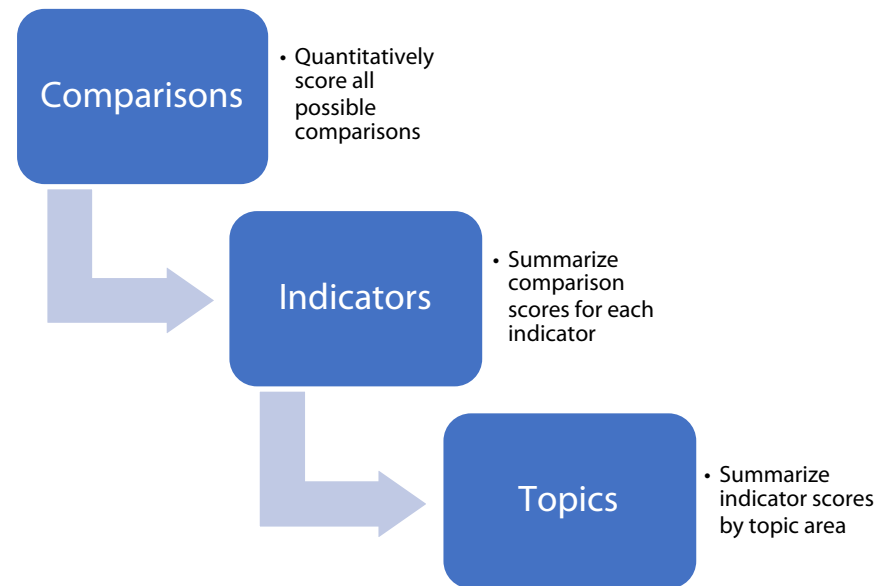 Comparisons
• Quantitatively
score all
possible
comparisons
Indicators
• Summarize
comparison
scores for each
indicator
Topics
• Summarize
indicator scores
by topic area